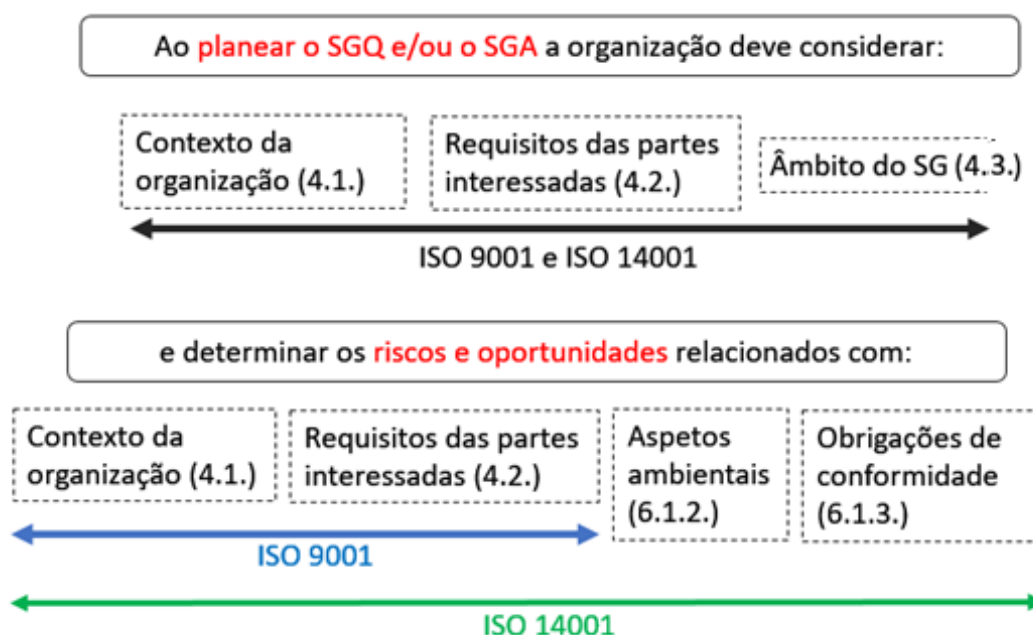 Ao planear o SGQ e/ou o SGA a organização deve considerar:
Contexto da
organização (4.1.)
Requisitos das partes
interessadas (4.2.)
Âmbito do SG (4.3.)
ISO 9001 e ISO 14001
e determinar os riscos e oportunidades relacionados com:
Contexto da
organização (4.1.)
Requisitos das partes
interessadas (4.2.)
Aspetos
ambientais
(6.1.2.)
Obrigações de
conformidade
(6.1.3.)
ISO 9001
ISO 14001